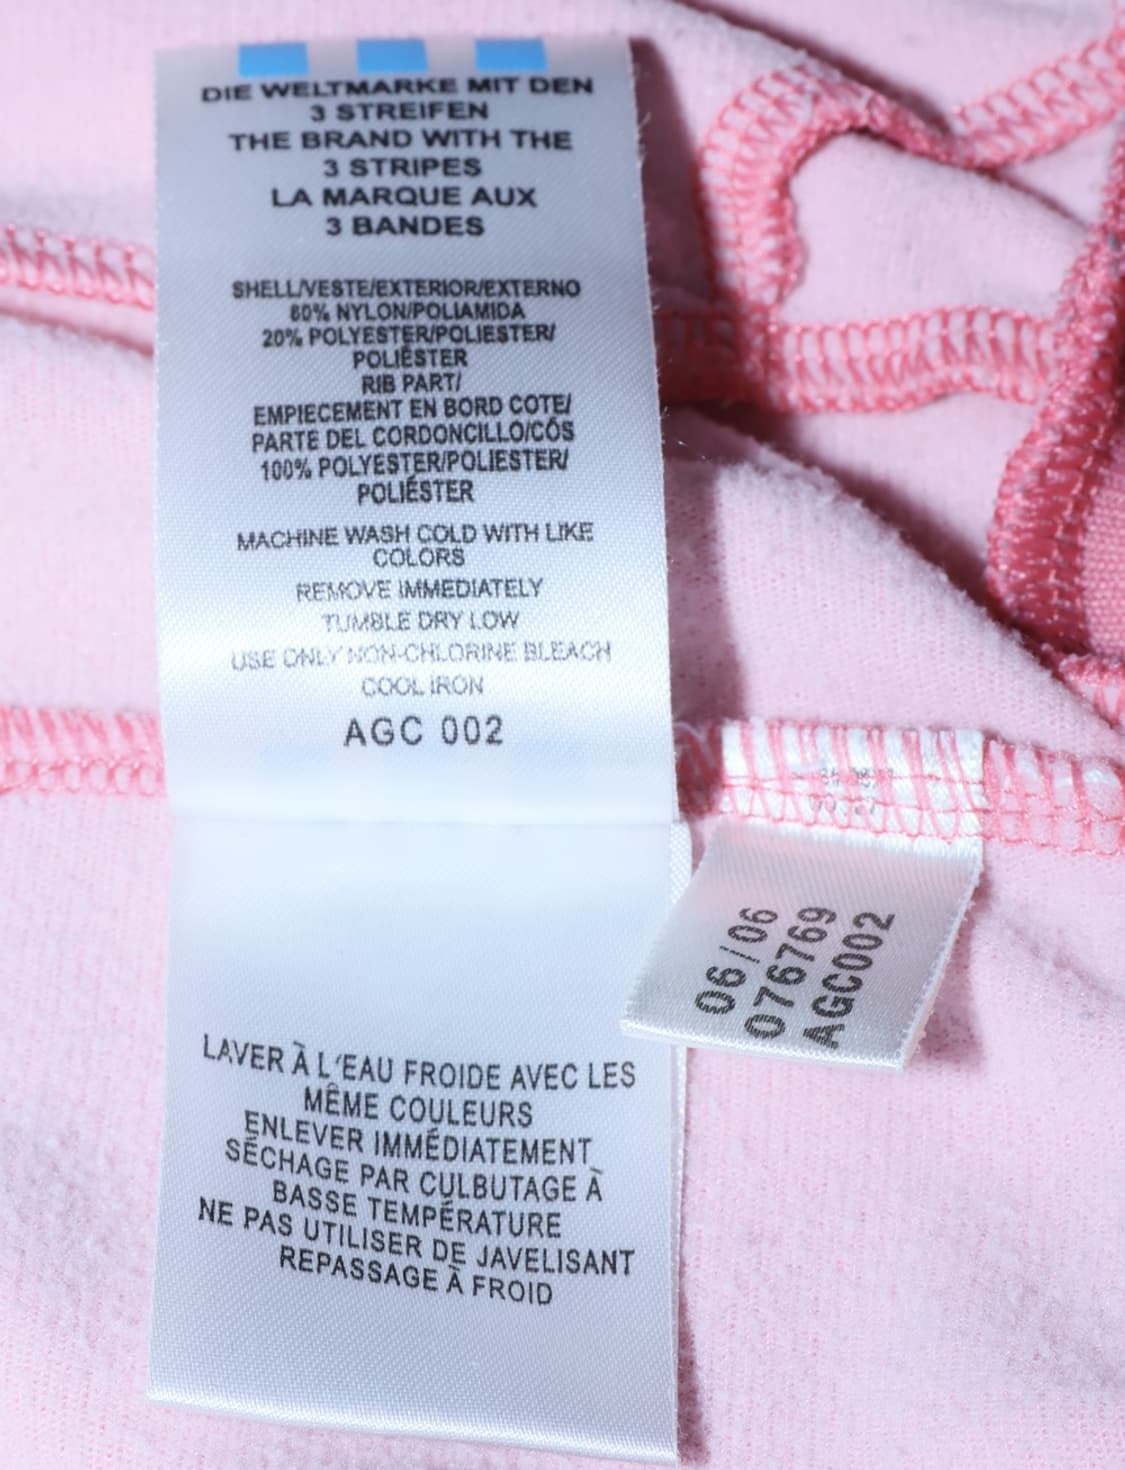 DIE WELTMARKE MIT DEN
3 STREIFEN
THE BRAND WITH THE
3 STRIPES
LA MARQUE AUX
3 BANDES
SHELL/VESTE/EXTERIOR/EXTERNO
80% NYLON/POLIAMIDA
20% POLYESTER/POLIESTER/
POLIÉSTER
RIB PART/
EMPIECEMENT EN BORD COTE/
PARTE DEL CORDONCILLO/CÓS
100% POLYESTER/POLIESTER/
POLIÉSTER
MACHINE WASH COLD WITH LIKE
COLORS
REMOVE IMMEDIATELY
TUMBLE DRY LOW
USE ONLY NON-CHLORINE BLEACH
COOL IRON
AGC 002
LAVER À L'EAU FROIDE AVEC LES
MÊME COULEURS
ENLEVER IMMÉDIATEMENT
SÉCHAGE PAR CULBUTAGE À
BASSE TEMPÉRATURE
NE PAS UTILISER DE JAVELISANT
REPASSAGE À FROID
06/06
076769
AGC002